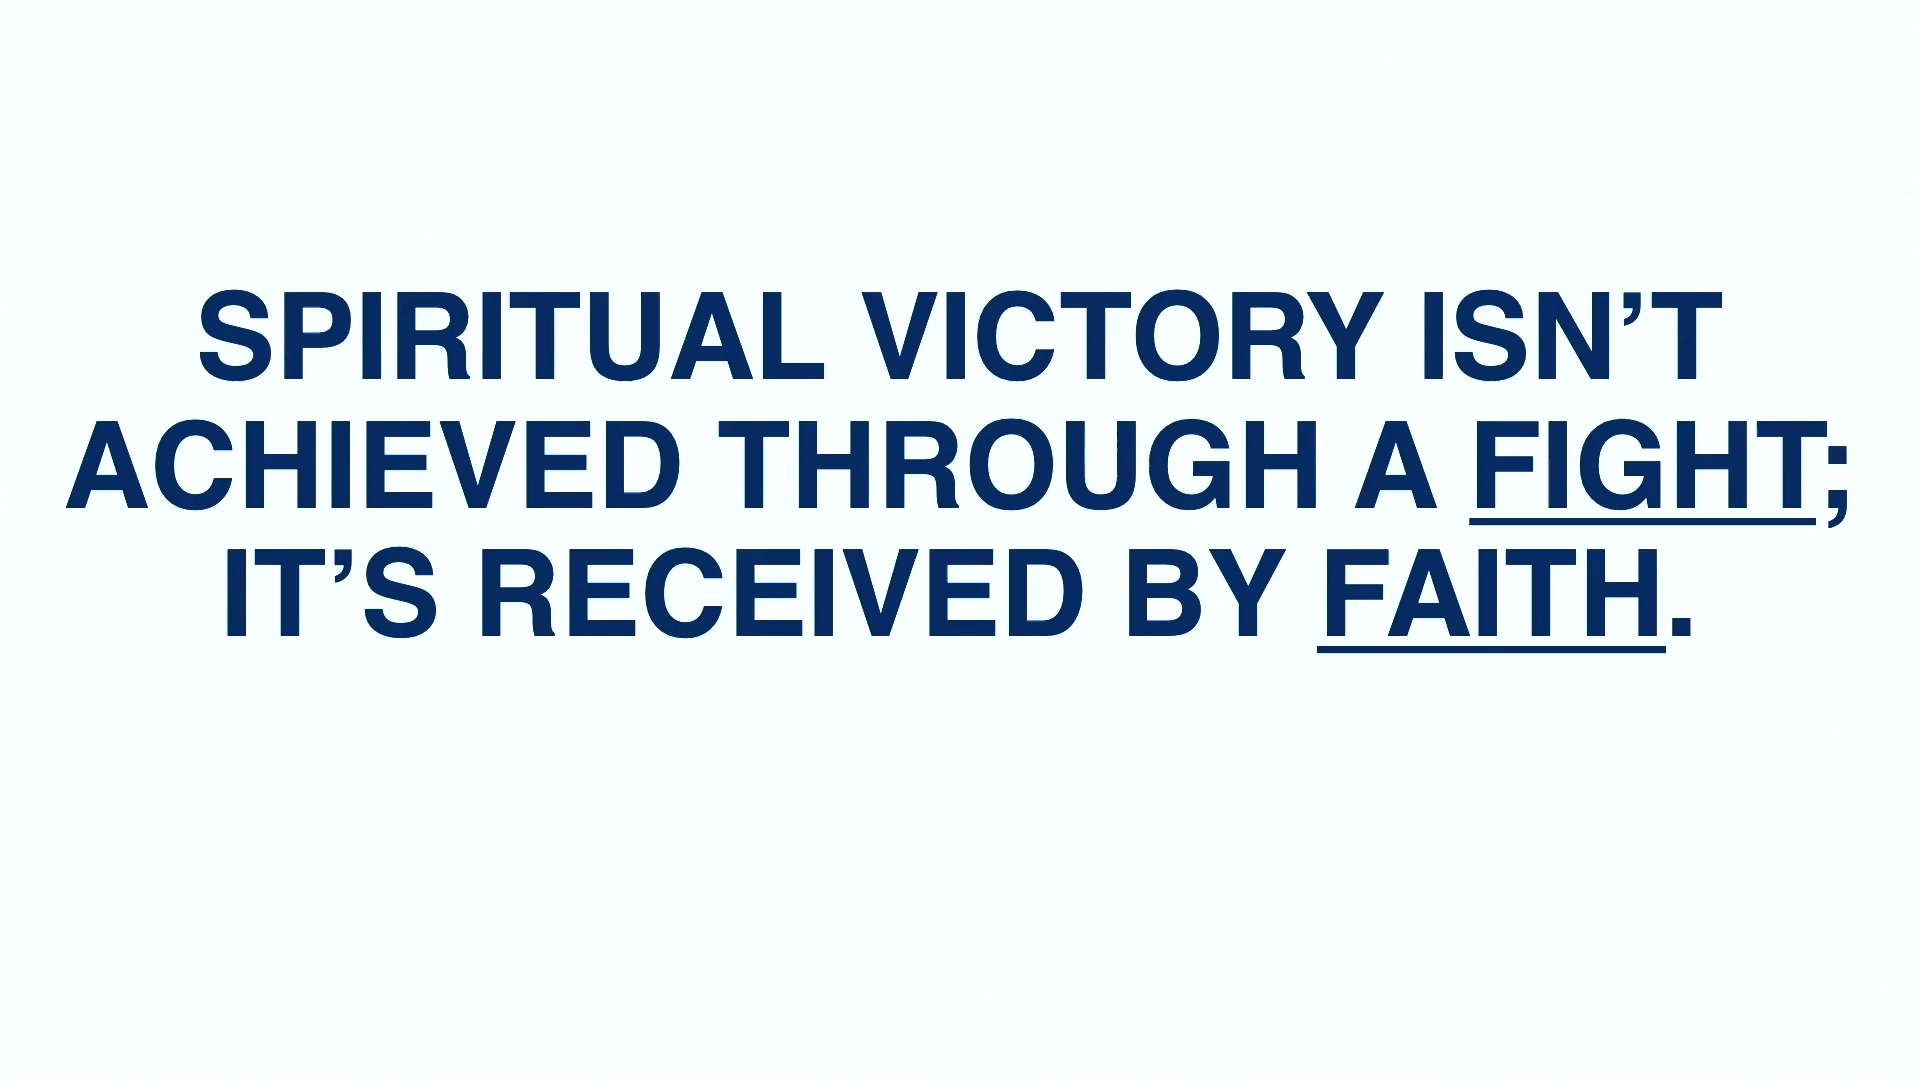 SPIRITUAL VICTORY ISN’T
ACHIEVED THROUGH A FIGHT;
IT’S RECEIVED BY FAITH.